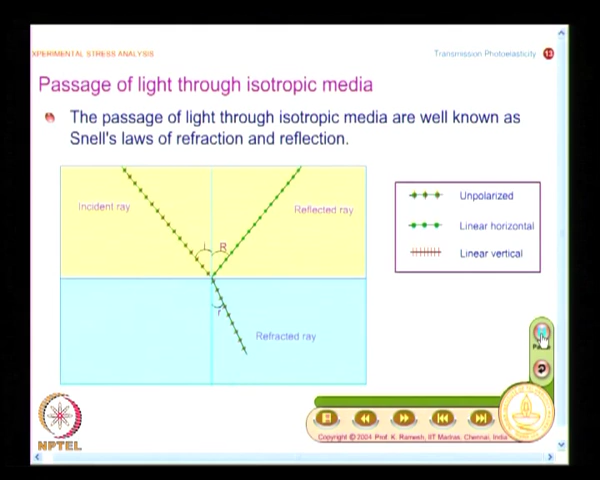 XPERIMENTAL STRESS ANALYSIS
Transmission Photoelasticity 13
Passage of light through isotropic media
The passage of light through isotropic media are well known as
Snell's laws of refraction and reflection.
Incident ray
Reflected ray
i
R
r
Refracted ray
Unpolarized
Linear horizontal
Linear vertical
Copyright © 2004 Prof. K. Ramesh, IIT Madras, Chennai, India
NPTEL